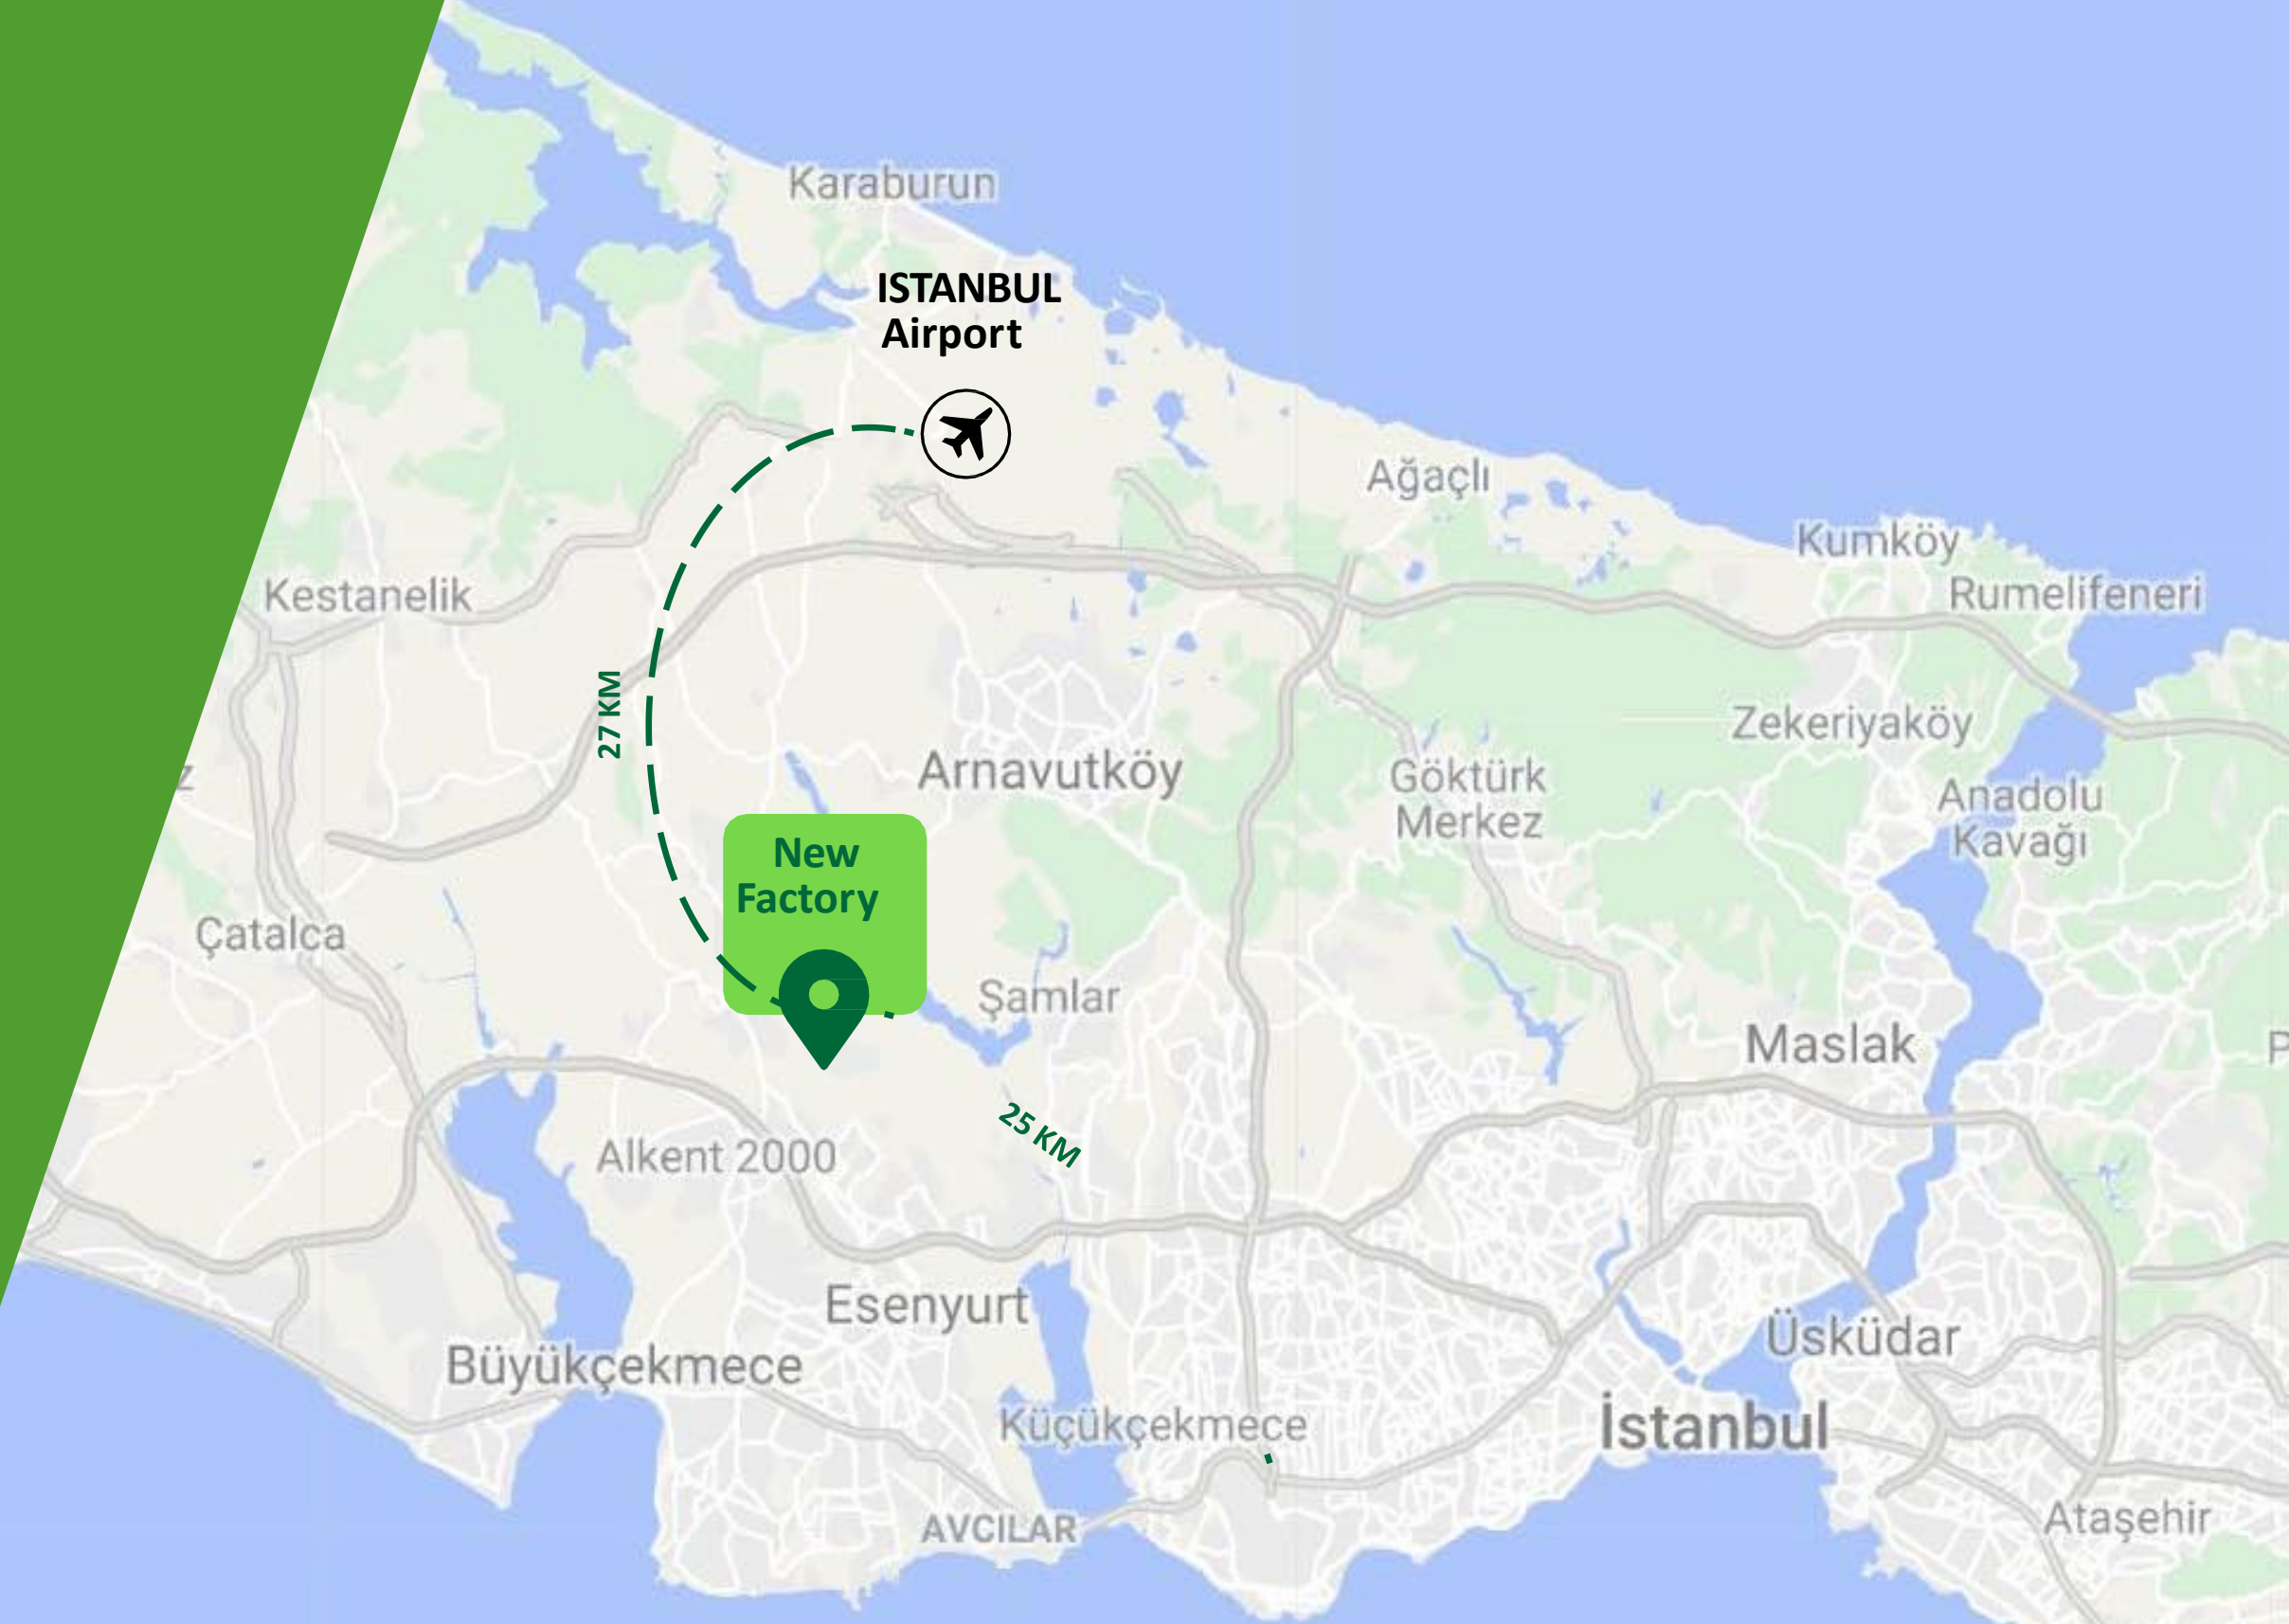 Karaburun
ISTANBUL
Airport
Ağaçlı
Kumköy
Rumelifeneri
Kestanelik
27 KM
Zekeriyaköy
Arnavutköy
Göktürk
Merkez
Anadolu
Kavağı
New
Factory
Çatalca
Şamlar
Maslak
25 KM
Alkent 2000
Esenyurt
Üsküdar
Büyükçekmece
Küçükçekmece
İstanbul
AVCILAR
Ataşehir